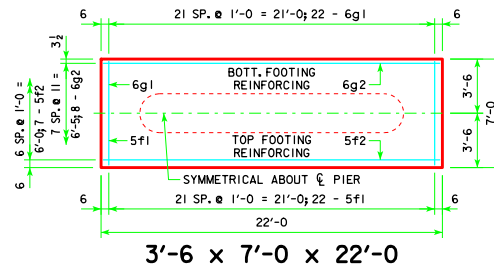 6
21 SP.@ 1'-0 = 21'-0; 22 - 6g1
6
3½
7 SP.@ 11 =
6'-5; 8 - 6g2
6 SP.@ 1'-0 =
6'-0; 7 - 5f2
6
BOTT. FOOTING
REINFORCING
6g1
6g2
TOP FOOTING
REINFORCING
5f1
5f2
3'-6
3'-6
7'-0
SYMMETRICAL ABOUT ℄ PIER
6
21 SP.@ 1'-0 = 21'-0; 22 - 5f1
6
22'-0
3'-6 x 7'-0 x 22'-0